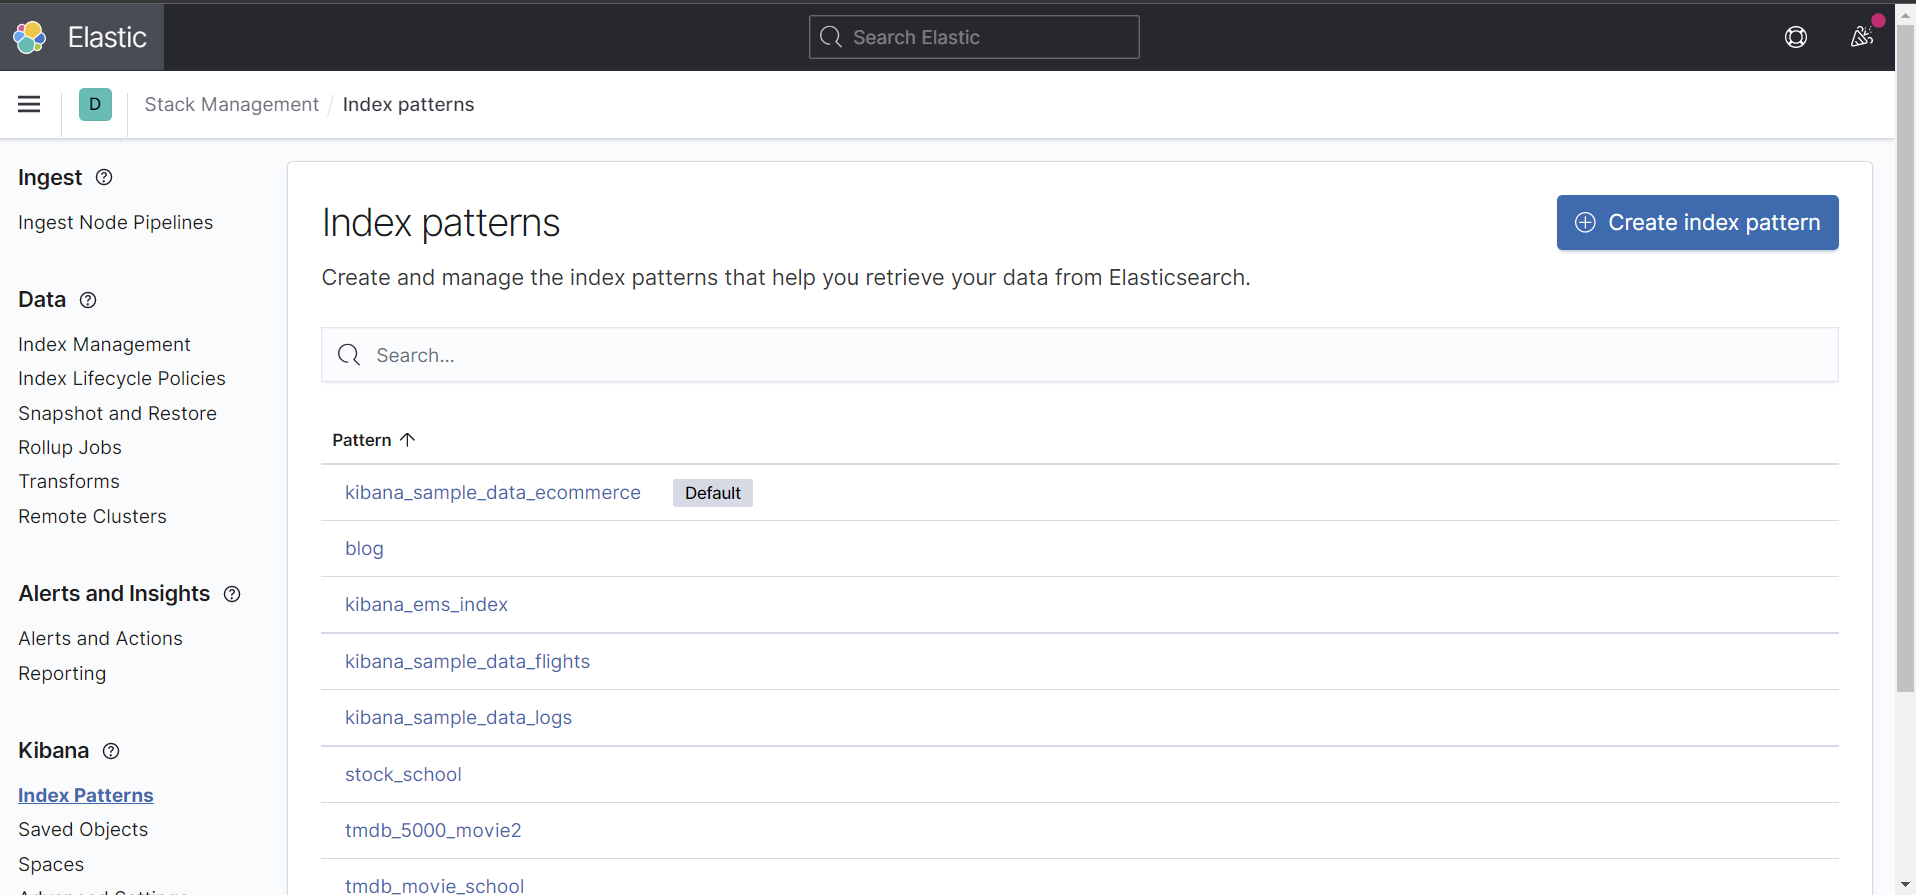 Elastic
Search Elastic
D
Stack Management / Index patterns
Ingest
Ingest Node Pipelines
Data
Index Management
Index Lifecycle Policies
Snapshot and Restore
Rollup Jobs
Transforms
Remote Clusters
Alerts and Insights
Alerts and Actions
Reporting
Kibana
Index Patterns
Saved Objects
Spaces
Advanced Settings
Index patterns
Create index pattern
Create and manage the index patterns that help you retrieve your data from Elasticsearch.
Search...
Pattern
kibana_sample_data_ecommerce Default
blog
kibana_ems_index
kibana_sample_data_flights
kibana_sample_data_logs
stock_school
tmdb_5000_movie2
tmdb_movie_school